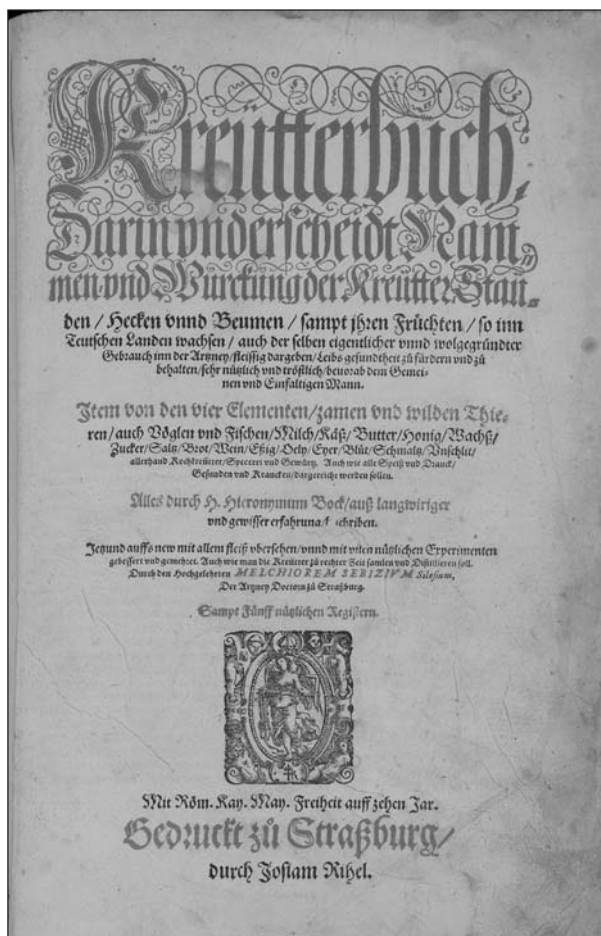 Kreütterbuch,
Darin vnderscheidt Nam⸗
men vnd Würckung der Kreütter, Stau⸗
den / Hecken vnnd Beumen / sampt jhren Früchten / so inn
Teutschen Landen wachsen / auch der selben eigentlicher vnnd wolgegründter
Gebrauch inn der Artzney / fleissig dargeben / Leibs gesundtheit zů fürdern vnd zů
behalten / sehr nützlich vnd tröstlich / beuorab dem Gemei-
nen vnd Einfaltigen Mann.
Item von den vier Elementen / zamen vnd wilden Thie-
ren / auch Vöglen vnd Fischen / Milch / Käß / Butter / Honig / Wachß /
Zucker / Saltz / Brot / Wein / Eßig / Oely / Eyer / Blůt / Schmaltz / Vnschlit /
allerhand Kochkreüter / Specerei vnd Gewürtz. Auch wie alle Speiß vnd Tranck /
Gesunden vnd Krancken / dargereicht werden sollen.
Alles durch H. Hieronymum Bock / auß langwiriger
vnd gewisser erfahrung / schriben.
Jetzund auffs new mit allem fleiß vbersehen / vnnd mit vilen nützlichen Experimenten
gebessert vnd gemehret. Auch wie man die Kreütter zů rechter Zeit samlen vnd Distillieren soll.
Durch den Hochgelehrten MELCHIOREM SEBIZIVM Silesium,
Der Artzney Doctorn zů Straßburg.
Sampt Fünff nützlichen Registern.
Mit Röm. Kay. May. Freiheit auff zehen Jar.
Gedruckt zů Straßburg /
durch Josiam Rihel.